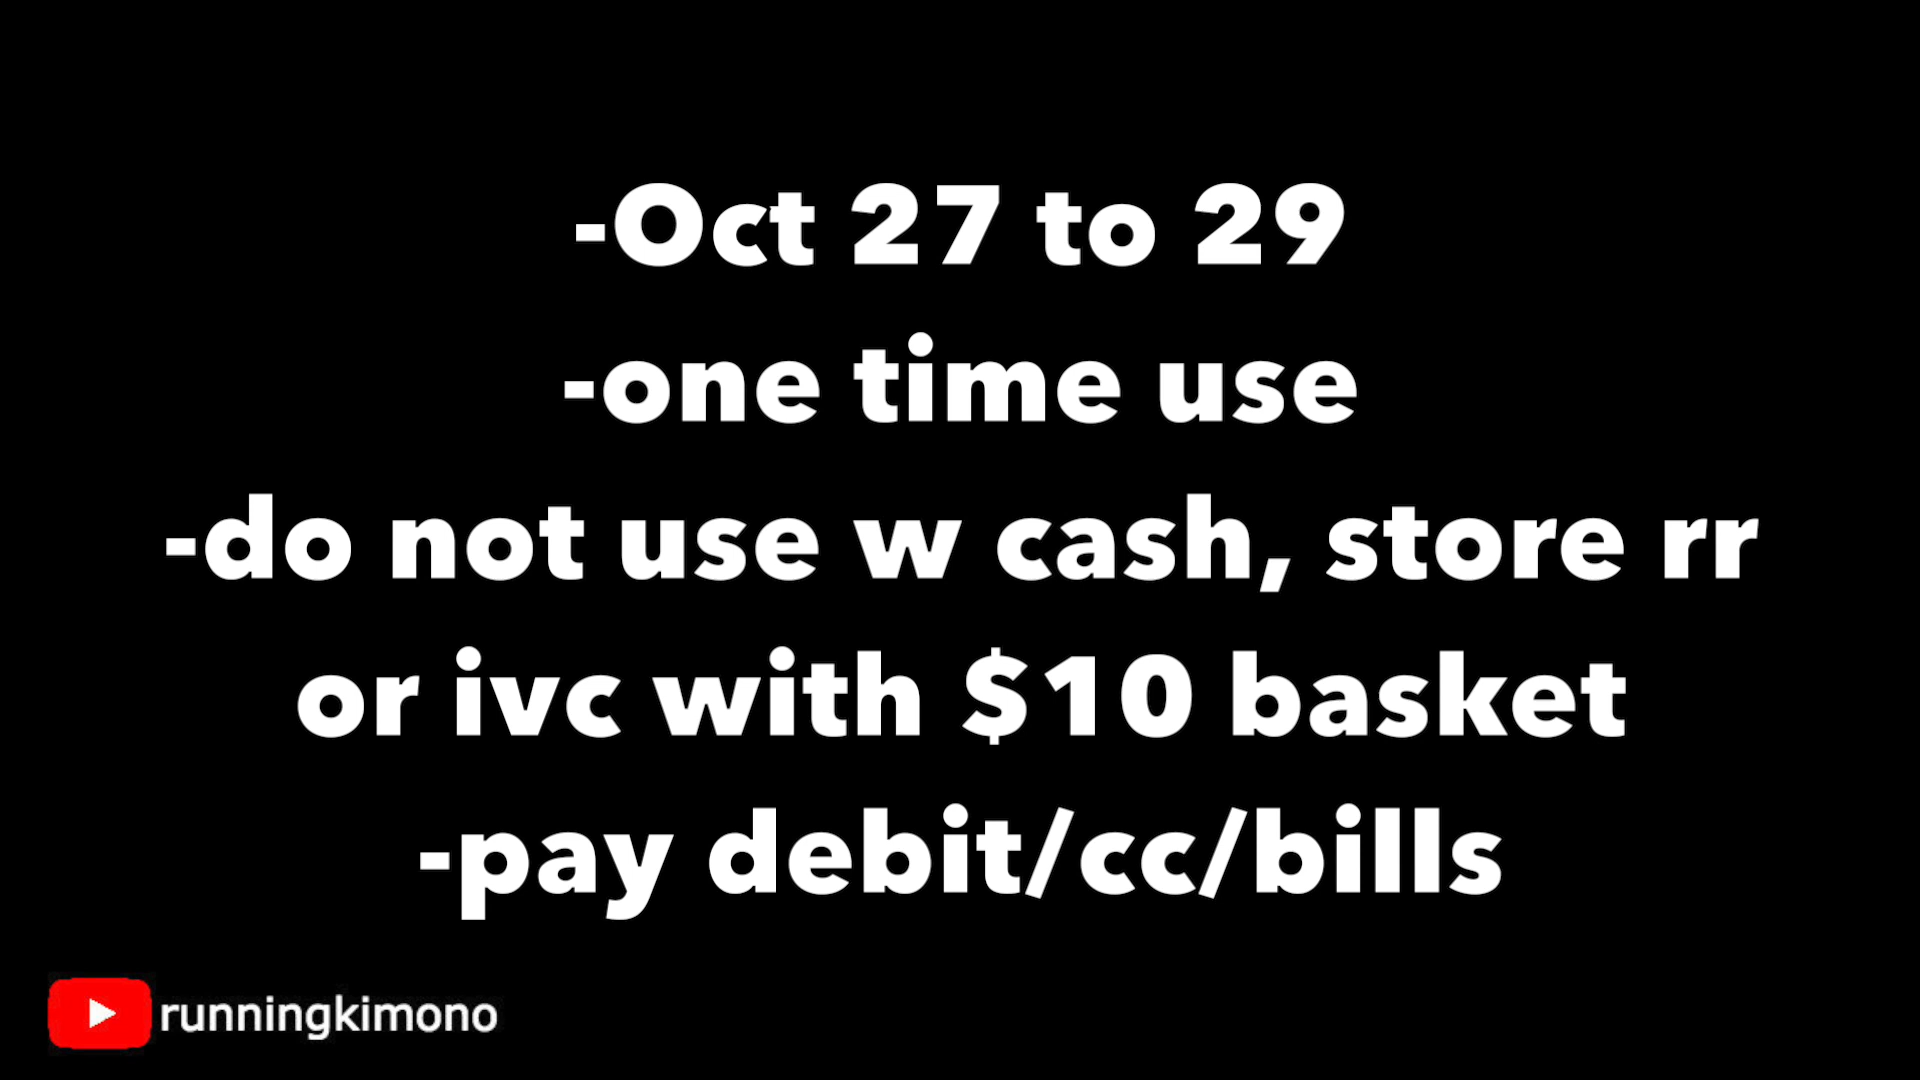 -Oct 27 to 29
-one time use
-do not use w cash, store rr
or ivc with $10 basket
-pay debit/cc/bills
runningkimono